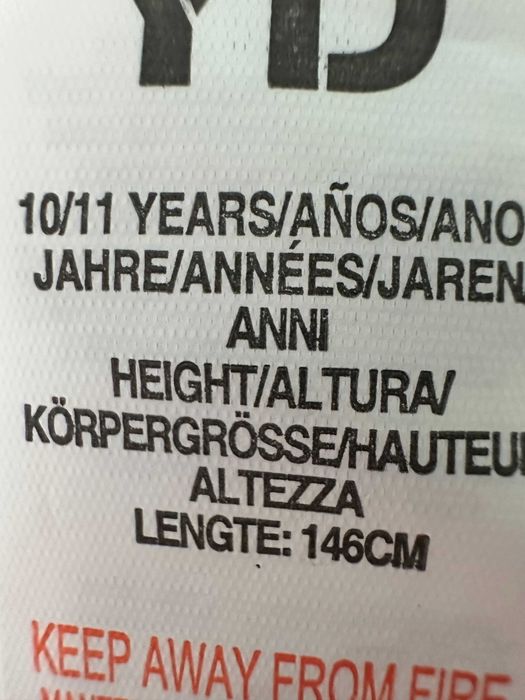 YD
10/11 YEARS/AÑOS/ANO
JAHRE/ANNÉES/JAREN
ANNI
HEIGHT/ALTURA/
KÖRPERGRÖSSE/HAUTEU
ALTEZZA
LENGTE: 146CM
KEEP AWAY FROM FIRE